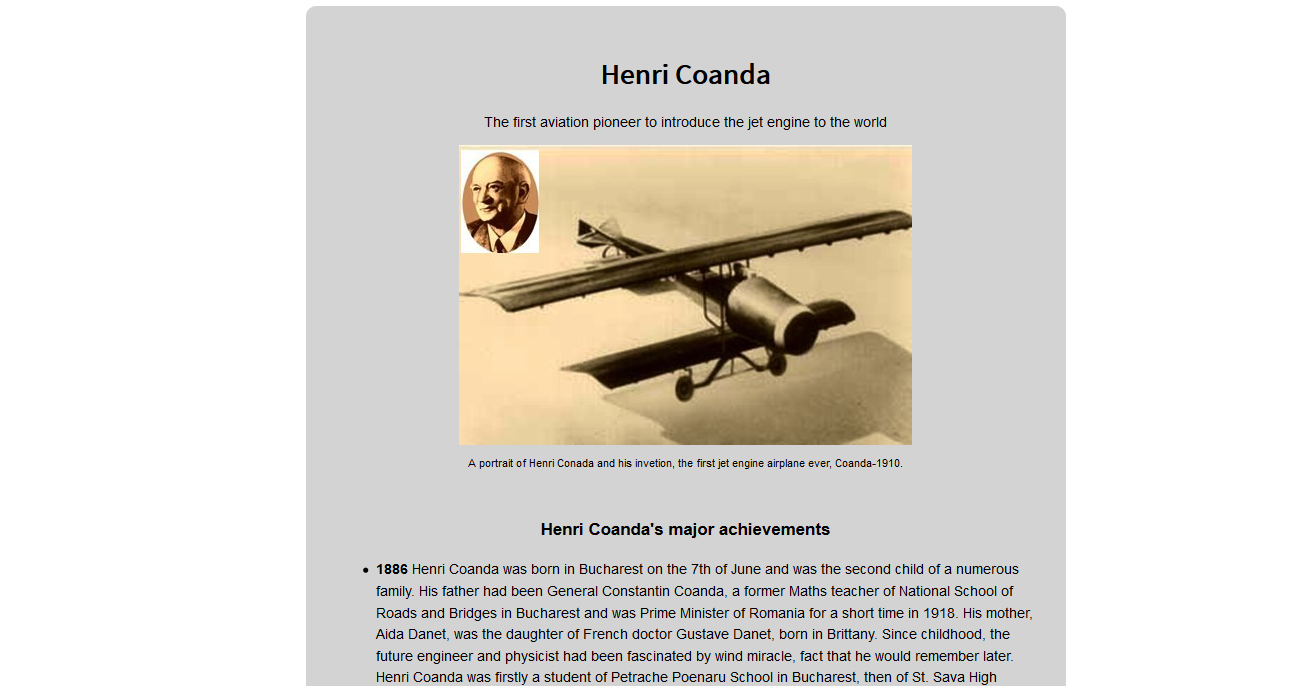 Henri Coanda
The first aviation pioneer to introduce the jet engine to the world
A portrait of Henri Conada and his invetion, the first jet engine airplane ever, Coanda-1910.
Henri Coanda's major achievements
• 1886 Henri Coanda was born in Bucharest on the 7th of June and was the second child of a numerous
family. His father had been General Constantin Coanda, a former Maths teacher of National School of
Roads and Bridges in Bucharest and was Prime Minister of Romania for a short time in 1918. His mother,
Aida Danet, was the daughter of French doctor Gustave Danet, born in Brittany. Since childhood, the
future engineer and physicist had been fascinated by wind miracle, fact that he would remember later.
Henri Coanda was firstly a student of Petrache Poenaru School in Bucharest, then of St. Sava High